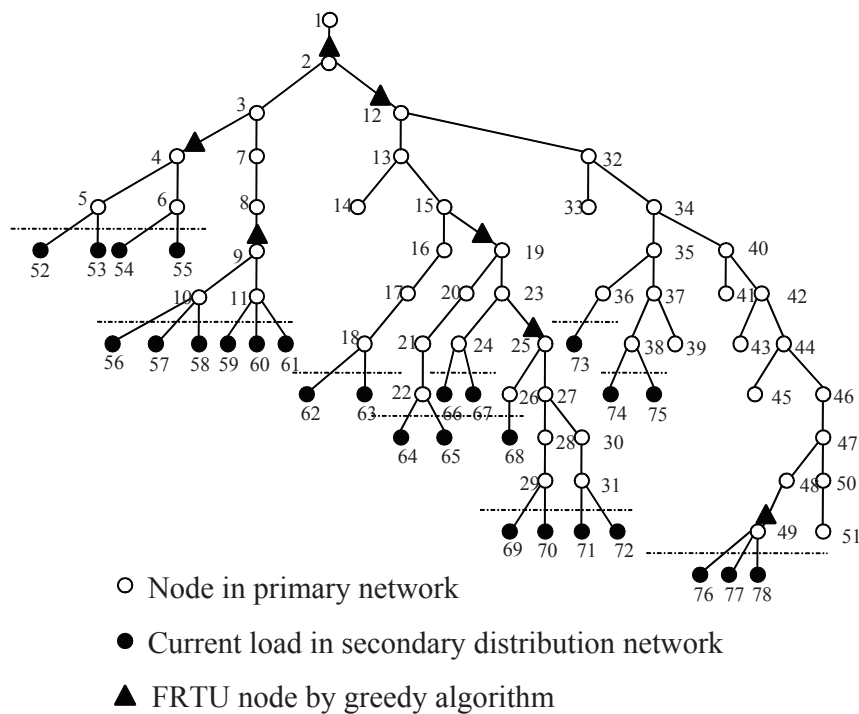 1
2
3 12
4 7 13 32
5 6 8 14 15 33 34
52 53 54 55 9 16 19 35 40
10 11 17 20 23 36 37 41 42
56 57 58 59 60 61 18 21 24 25 73 38 39 43 44
62 63 22 66 67 26 27 74 75 45 46
64 65 68 28 30 47
29 31 48 50
69 70 71 72 49 51
76 77 78
Node in primary network
Current load in secondary distribution network
FRTU node by greedy algorithm